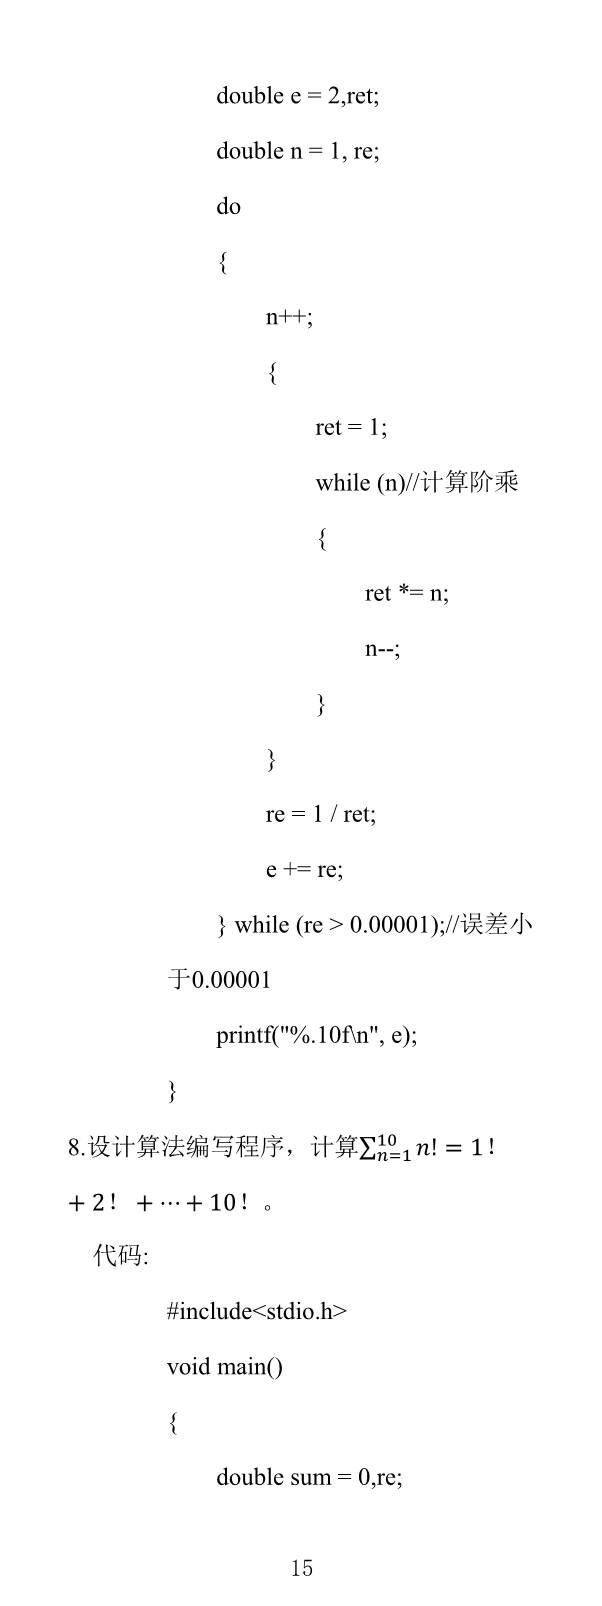 double e = 2,ret;
double n = 1, re;
do
{
n++;
{
ret = 1;
while (n)//计算阶乘
{
ret *= n;
n--;
}
}
re = 1 / ret;
e += re;
} while (re > 0.00001);//误差小
于0.00001
printf("%.10f\n", e);
}
8.设计算法编写程序，计算∑_{n=1}^{10} n! = 1！
+ 2！ + ⋯ + 10！。
代码:
#include<stdio.h>
void main()
{
double sum = 0,re;
15